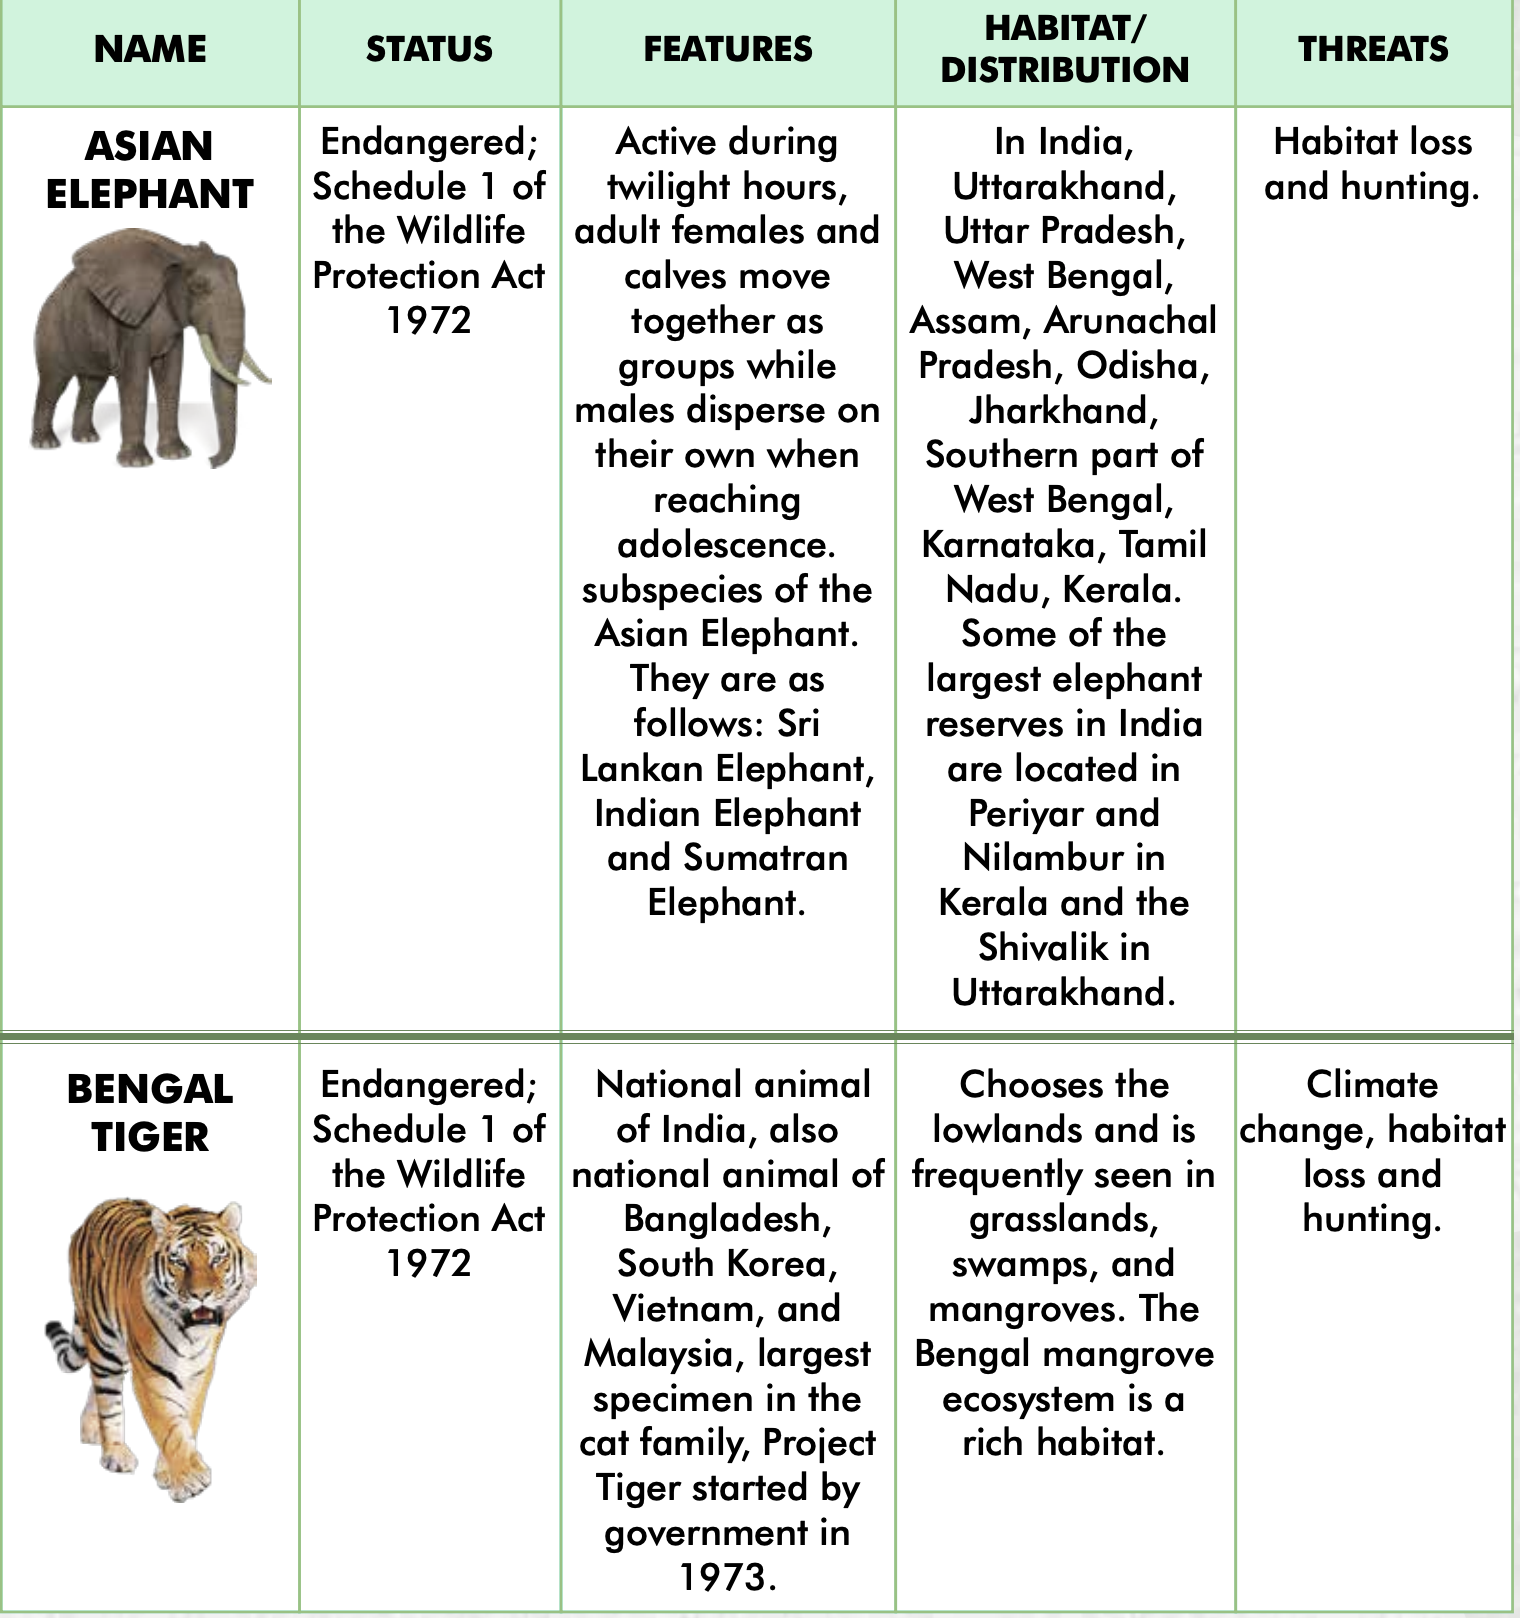 NAME
STATUS
FEATURES
HABITAT/
DISTRIBUTION
THREATS
ASIAN
ELEPHANT
Endangered;
Schedule 1 of
the Wildlife
Protection Act
1972
Active during
twilight hours,
adult females and
calves move
together as
groups while
males disperse on
their own when
reaching
adolescence.
subspecies of the
Asian Elephant.
They are as
follows: Sri
Lankan Elephant,
Indian Elephant
and Sumatran
Elephant.
In India,
Uttarakhand,
Uttar Pradesh,
West Bengal,
Assam, Arunachal
Pradesh, Odisha,
Jharkhand,
Southern part of
West Bengal,
Karnataka, Tamil
Nadu, Kerala.
Some of the
largest elephant
reserves in India
are located in
Periyar and
Nilambur in
Kerala and the
Shivalik in
Uttarakhand.
Habitat loss
and hunting.
BENGAL
TIGER
Endangered;
Schedule 1 of
the Wildlife
Protection Act
1972
National animal
of India, also
national animal of
Bangladesh,
South Korea,
Vietnam, and
Malaysia, largest
specimen in the
cat family, Project
Tiger started by
government in
1973.
Chooses the
lowlands and is
frequently seen in
grasslands,
swamps, and
mangroves. The
Bengal mangrove
ecosystem is a
rich habitat.
Climate
change, habitat
loss and
hunting.